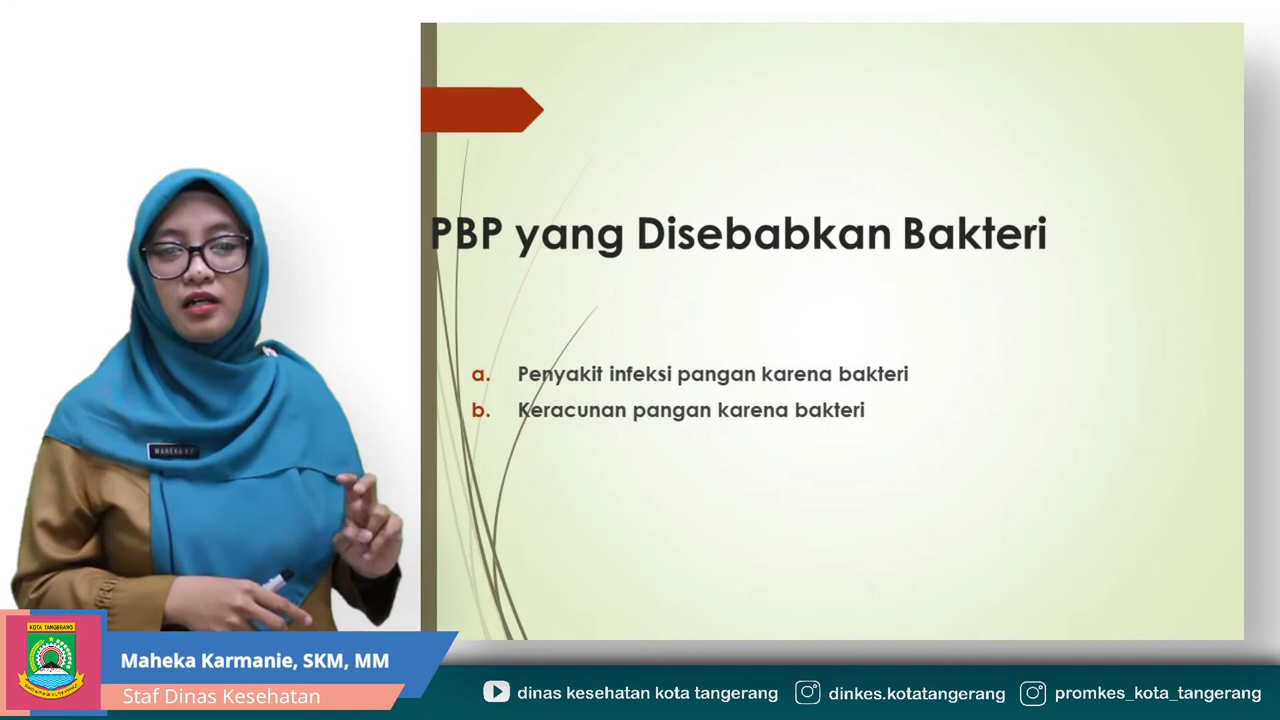 PBP yang Disebabkan Bakteri
a. Penyakit infeksi pangan karena bakteri
b. Keracunan pangan karena bakteri
MAHEKA K P
KOTA TANGERANG
Maheka Karmanie, SKM, MM
Staf Dinas Kesehatan
dinas kesehatan kota tangerang
dinkes.kotatangerang
promkes_kota_tangerang